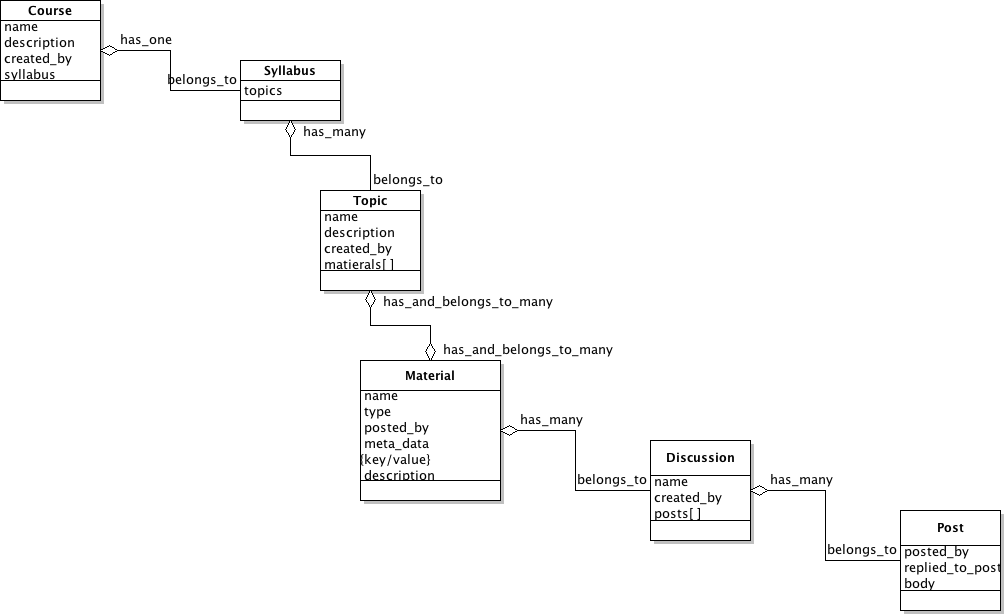 Course
name
description
created_by
syllabus
has_one
belongs_to
Syllabus
topics
has_many
belongs_to
Topic
name
description
created_by
matierals[ ]
has_and_belongs_to_many
has_and_belongs_to_many
Material
name
type
posted_by
meta_data
{key/value}
description
has_many
belongs_to
Discussion
name
created_by
posts[ ]
has_many
belongs_to
Post
posted_by
replied_to_post
body